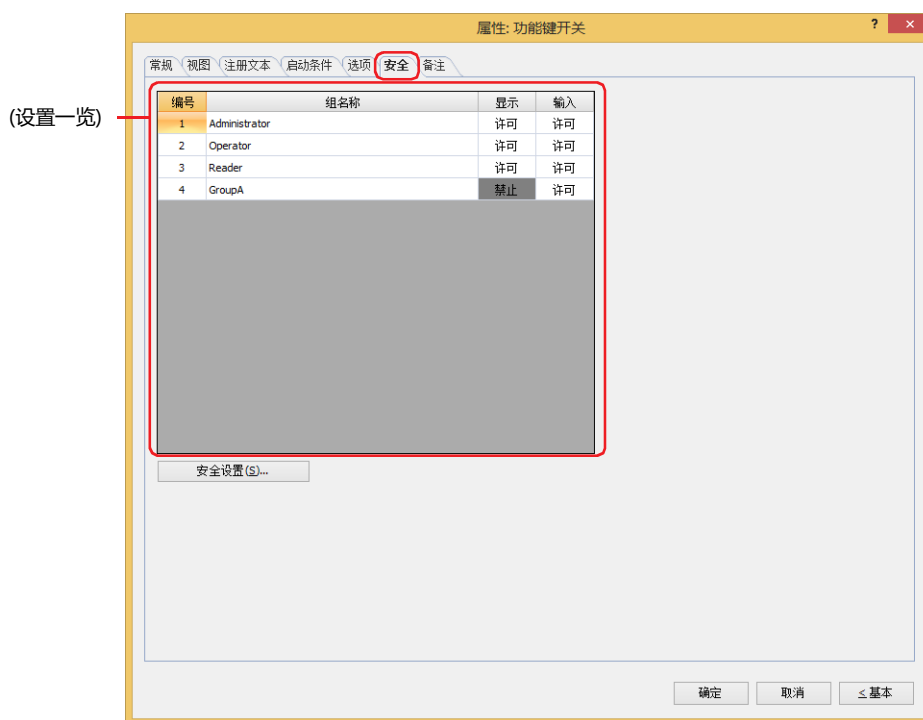 属性: 功能键开关
? ×
常规 视图 注册文本 启动条件 选项 安全 备注
(设置一览)
编号 组名称 显示 输入
1 Administrator 许可 许可
2 Operator 许可 许可
3 Reader 许可 许可
4 GroupA 禁止 许可
安全设置(S)...
确定 取消 <基本